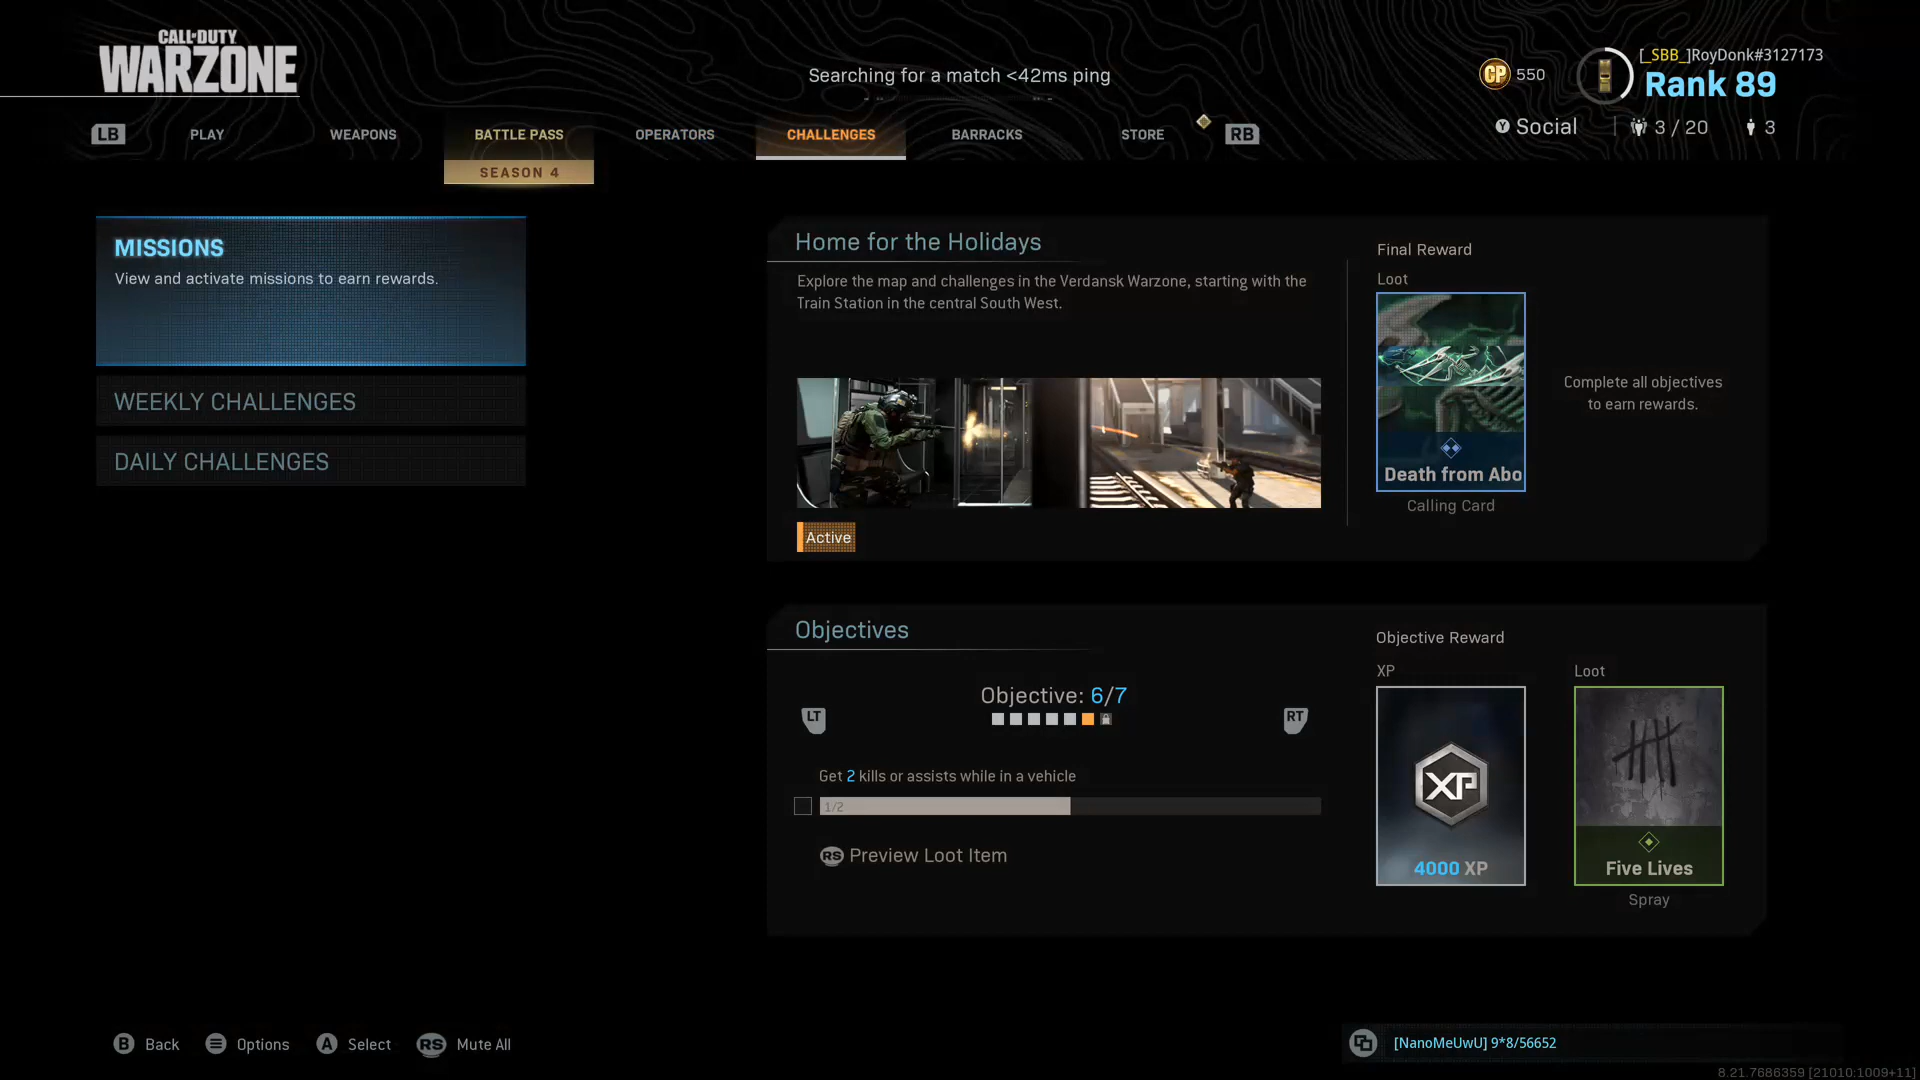 CALL OF DUTY
WARZONE
Searching for a match <42ms ping
CP 550
[_SBB_]RoyDonk#3127173
Rank 89
Y Social
3 / 20
3
LB
PLAY
WEAPONS
BATTLE PASS
OPERATORS
CHALLENGES
BARRACKS
STORE
RB
SEASON 4
MISSIONS
View and activate missions to earn rewards.
WEEKLY CHALLENGES
DAILY CHALLENGES
Home for the Holidays
Explore the map and challenges in the Verdansk Warzone, starting with the
Train Station in the central South West.
Active
Final Reward
Loot
Death from Abo
Calling Card
Complete all objectives
to earn rewards.
Objectives
Objective: 6/7
LT
RT
Get 2 kills or assists while in a vehicle
1/2
RS Preview Loot Item
Objective Reward
XP
XP
4000 XP
Loot
Five Lives
Spray
B Back
Options
A Select
RS Mute All
[NanoMeUwU] 9*8/56652
8.21.7686359 [21010:1009+11]